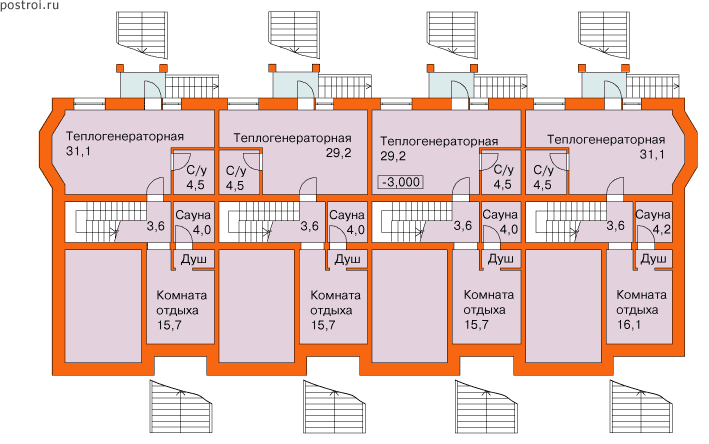 postroi.ru
Теплогенераторная
31,1
С/у
4,5
3,6
Сауна
4,0
Душ
Комната
отдыха
15,7
Теплогенераторная
29,2
С/у
4,5
3,6
Сауна
4,0
Душ
Комната
отдыха
15,7
Теплогенераторная
29,2
-3,000
С/у
4,5
3,6
Сауна
4,0
Душ
Комната
отдыха
15,7
Теплогенераторная
31,1
С/у
4,5
3,6
Сауна
4,2
Душ
Комната
отдыха
16,1